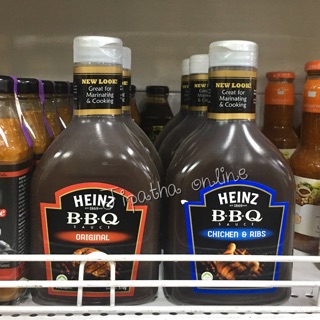 NEW LOOK!
Great for
Marinating
& Cooking
HEINZ
B·B·Q
SAUCE
ORIGINAL
NEW LOOK!
Great for
Marinating
& Cooking
HEINZ
B·B·Q
SAUCE
CHICKEN & RIBS
Tipatha online